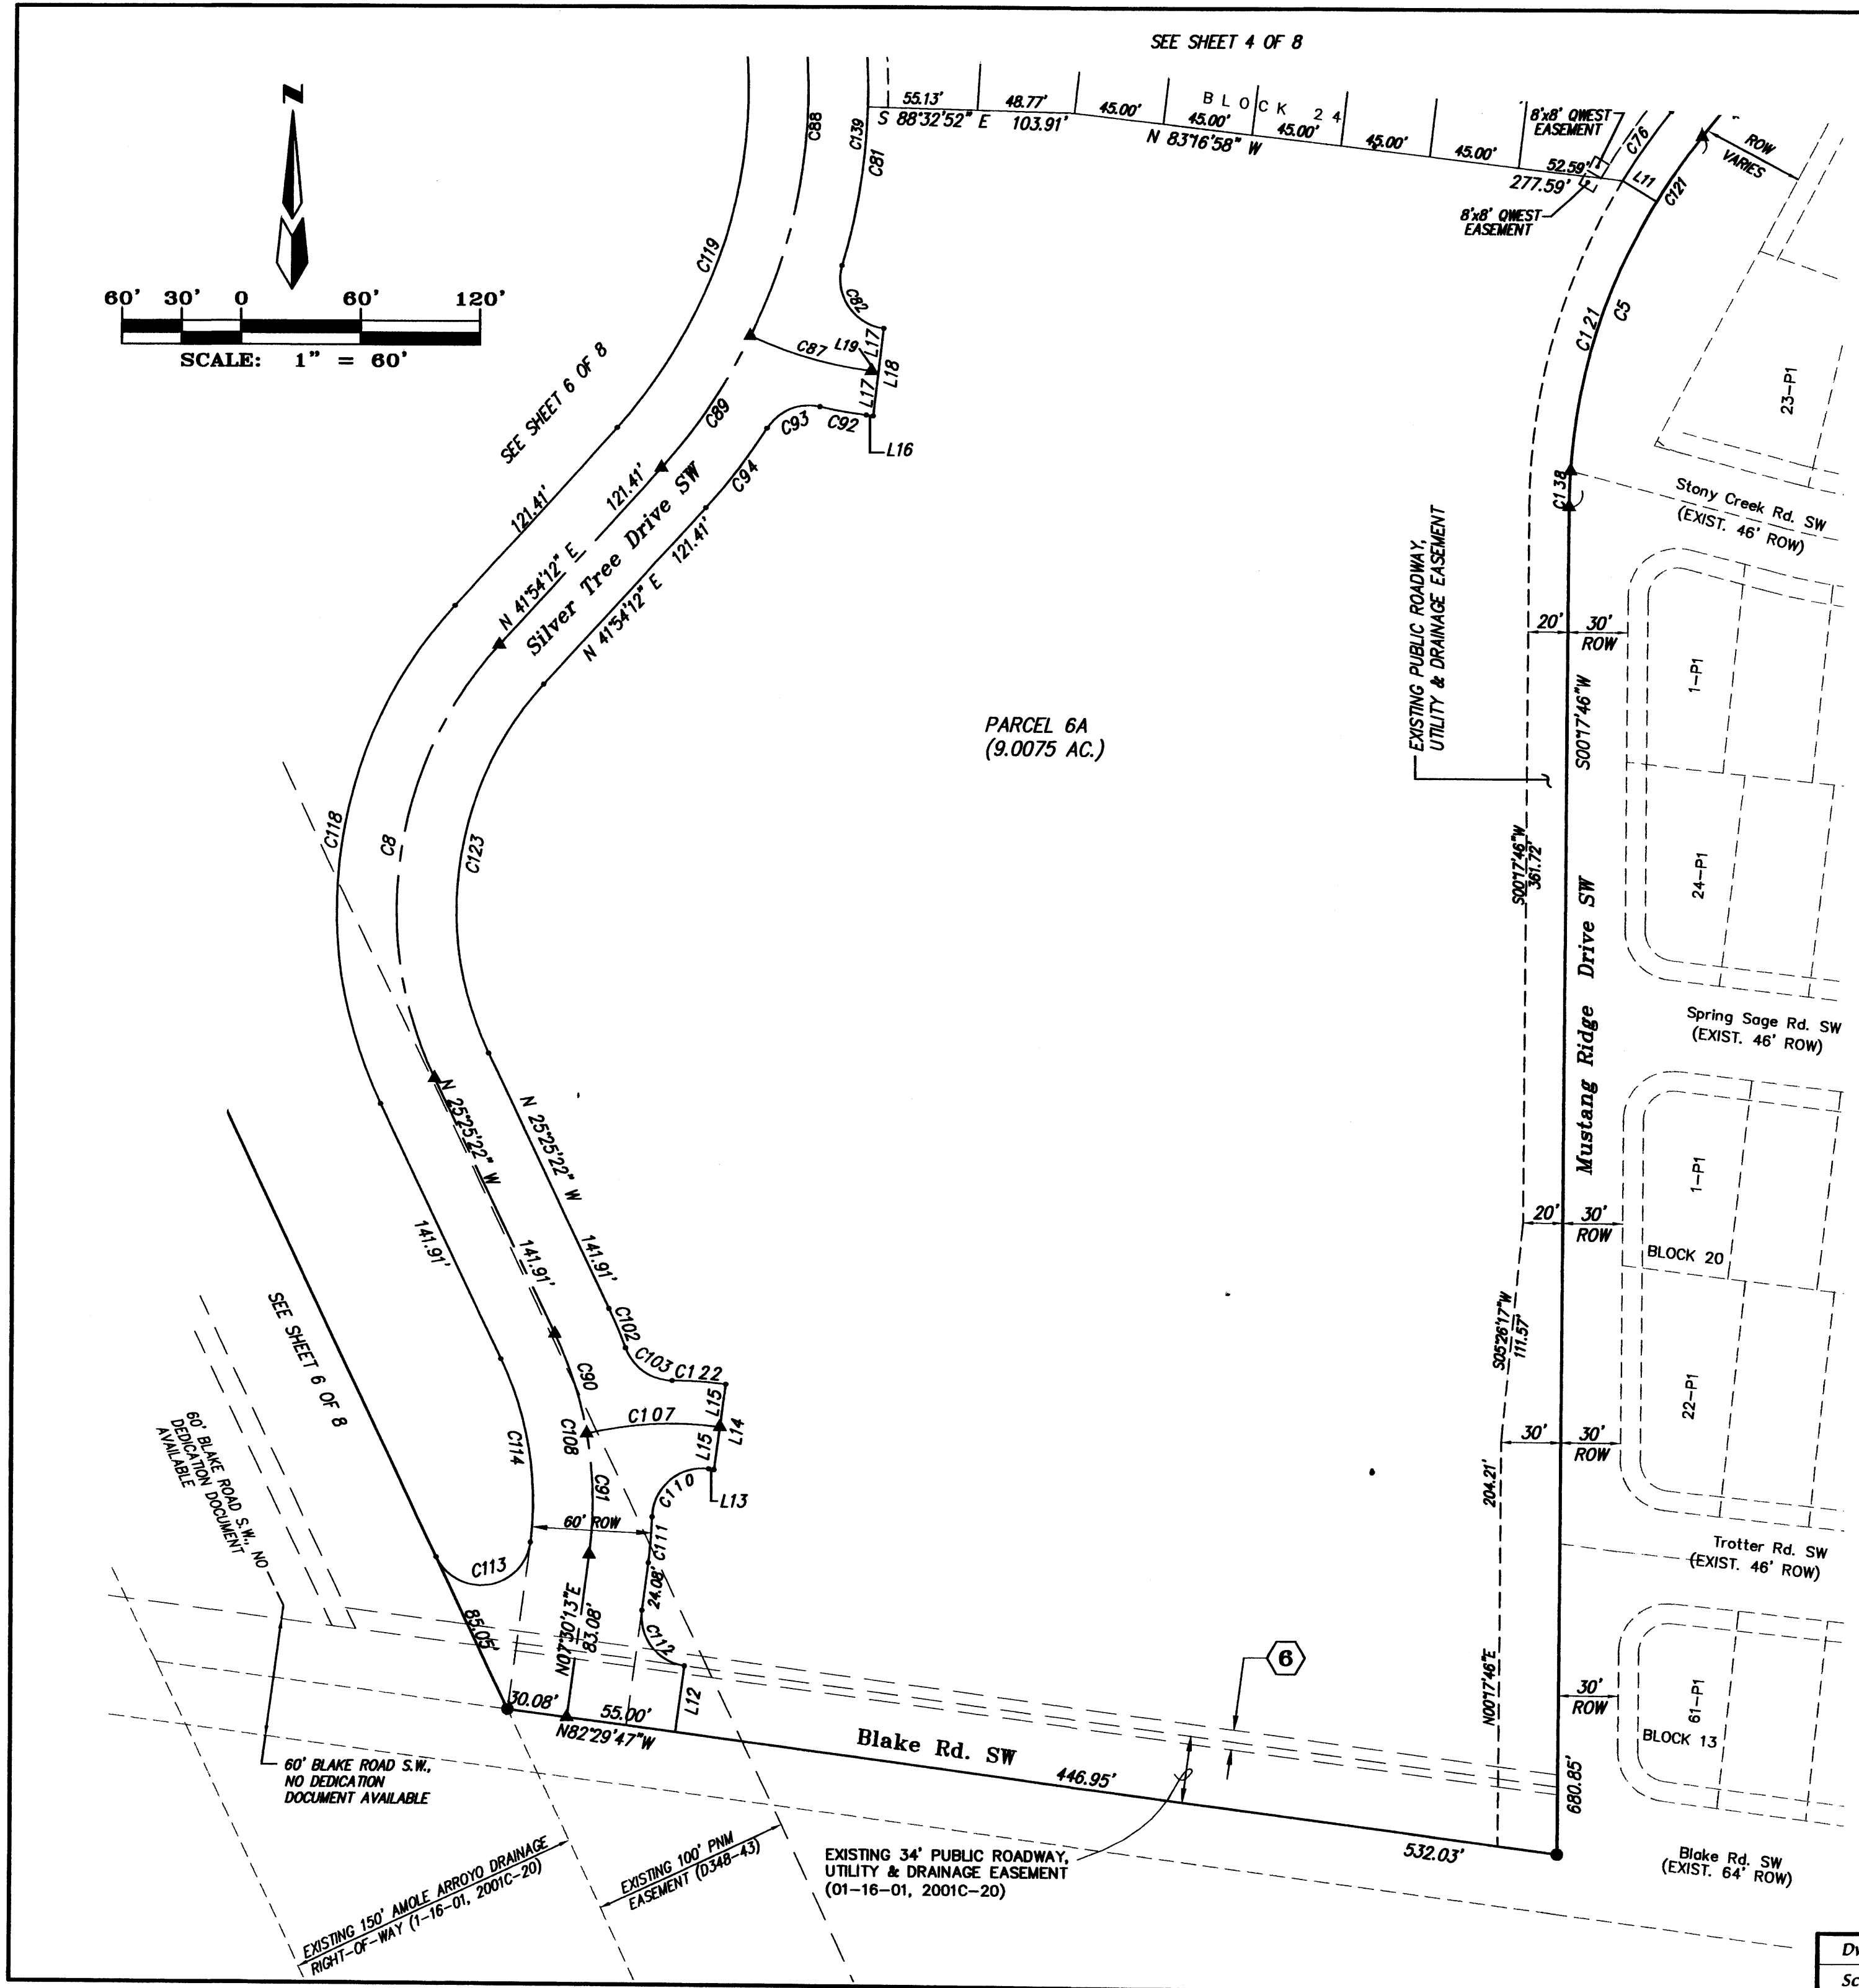 SEE SHEET 4 OF 8
Z
60' 30' 0 60' 120'
SCALE: 1" = 60'
55.13'
48.77'
45.00'
45.00'
45.00'
45.00'
45.00'
52.59'
BLOCK 24
S 88°32'52" E 103.91'
N 83°16'58" W
277.59'
8'x8' QWEST
EASEMENT
8'x8' QWEST
EASEMENT
C76
L11
C121
ROW
VARIES
C88
C139
C81
C119
C82
L17
L19
L18
C87
L17
C89
C93
C92
L16
C94
SEE SHEET 6 OF 8
121.41'
121.41'
N 41°54'12" E
Silver Tree Drive SW
N 41°54'12" E 121.41'
C121
C5
23-P1
C138
Stony Creek Rd. SW
(EXIST. 46' ROW)
EXISTING PUBLIC ROADWAY,
UTILITY & DRAINAGE EASEMENT
20'
30'
ROW
S00°17'46"W
1-P1
PARCEL 6A
(9.0075 AC.)
C118
C8
C123
S00°17'46"W
361.72'
24-P1
Mustang Ridge Drive SW
Spring Sage Rd. SW
(EXIST. 46' ROW)
N 25°25'22" W
141.91'
N 25°25'22" W
141.91'
141.91'
20'
30'
ROW
1-P1
BLOCK 20
S05°26'17"W
111.57'
22-P1
C102
C103
C122
C90
L15
L14
C107
C108
L15
C114
C91
C110
L13
SEE SHEET 6 OF 8
60' BLAKE ROAD S.W., NO
DEDICATION DOCUMENT
AVAILABLE
30'
30'
ROW
204.21'
60' ROW
C111
C113
24.08'
Trotter Rd. SW
(EXIST. 46' ROW)
85.05'
N07°30'13"E
83.08'
C112
L12
6
N00°17'46"E
30'
ROW
61-P1
BLOCK 13
30.08'
55.00'
N82°29'47"W
Blake Rd. SW
446.95'
680.85'
60' BLAKE ROAD S.W.,
NO DEDICATION
DOCUMENT AVAILABLE
532.03'
EXISTING 150' AMOLE ARROYO DRAINAGE
RIGHT-OF-WAY (1-16-01, 2001C-20)
EXISTING 100' PNM
EASEMENT (D34B-43)
EXISTING 34' PUBLIC ROADWAY,
UTILITY & DRAINAGE EASEMENT
(01-16-01, 2001C-20)
Blake Rd. SW
(EXIST. 64' ROW)